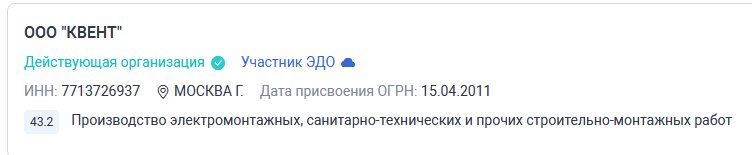 ООО "КВЕНТ"
Действующая организация Участник ЭДО
ИНН: 7713726937 МОСКВА Г. Дата присвоения ОГРН: 15.04.2011
43.2 Производство электромонтажных, санитарно-технических и прочих строительно-монтажных работ